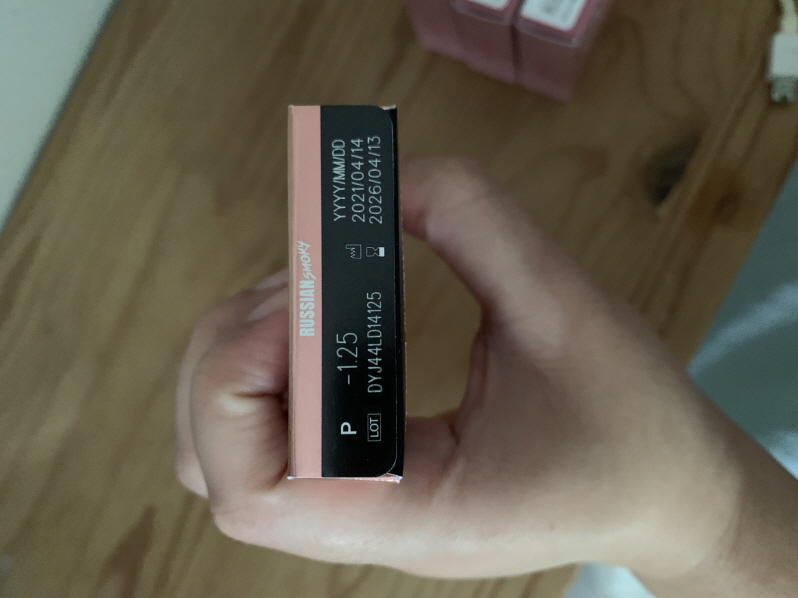 RUSSIAN SMOKY
P -1.25
LOT DYJ44LD14125
YYYY/MM/DD
2021/04/14
2026/04/13